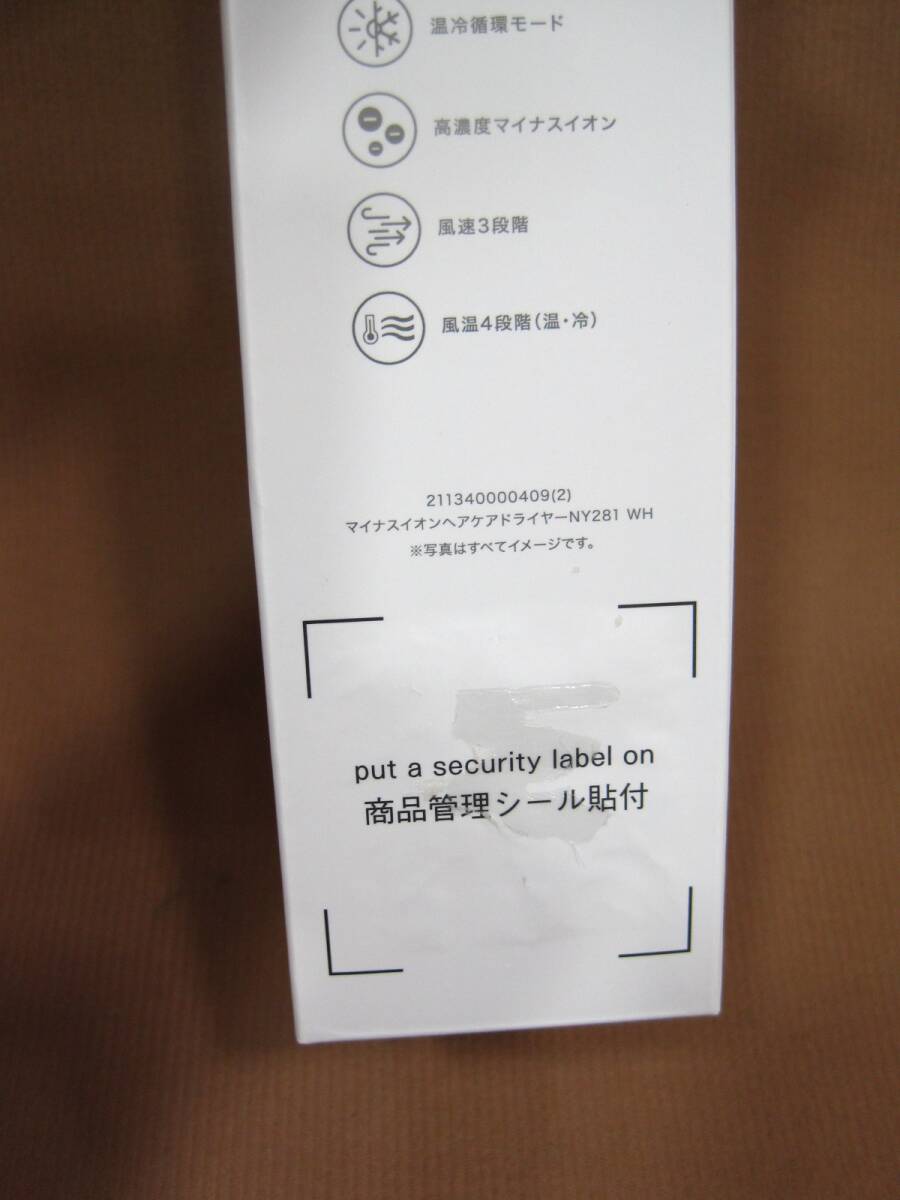 温冷循環モード
高濃度マイナスイオン
風速3段階
風温4段階(温・冷)
211340000409(2)
マイナスイオンヘアケアドライヤーNY281 WH
※写真はすべてイメージです。
put a security label on
商品管理シール貼付